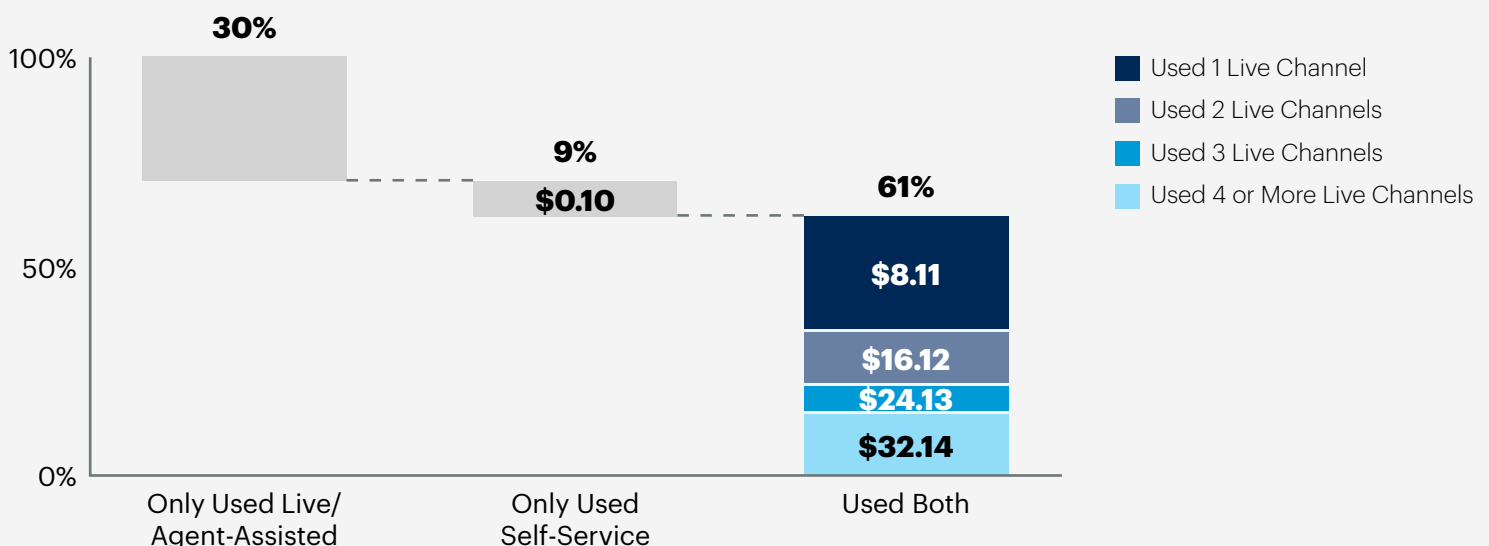 30%
100%
9%
$0.10
61%
50%
$8.11
$16.12
$24.13
$32.14
0%
Only Used Live/
Agent-Assisted
Only Used
Self-Service
Used Both
Used 1 Live Channel
Used 2 Live Channels
Used 3 Live Channels
Used 4 or More Live Channels